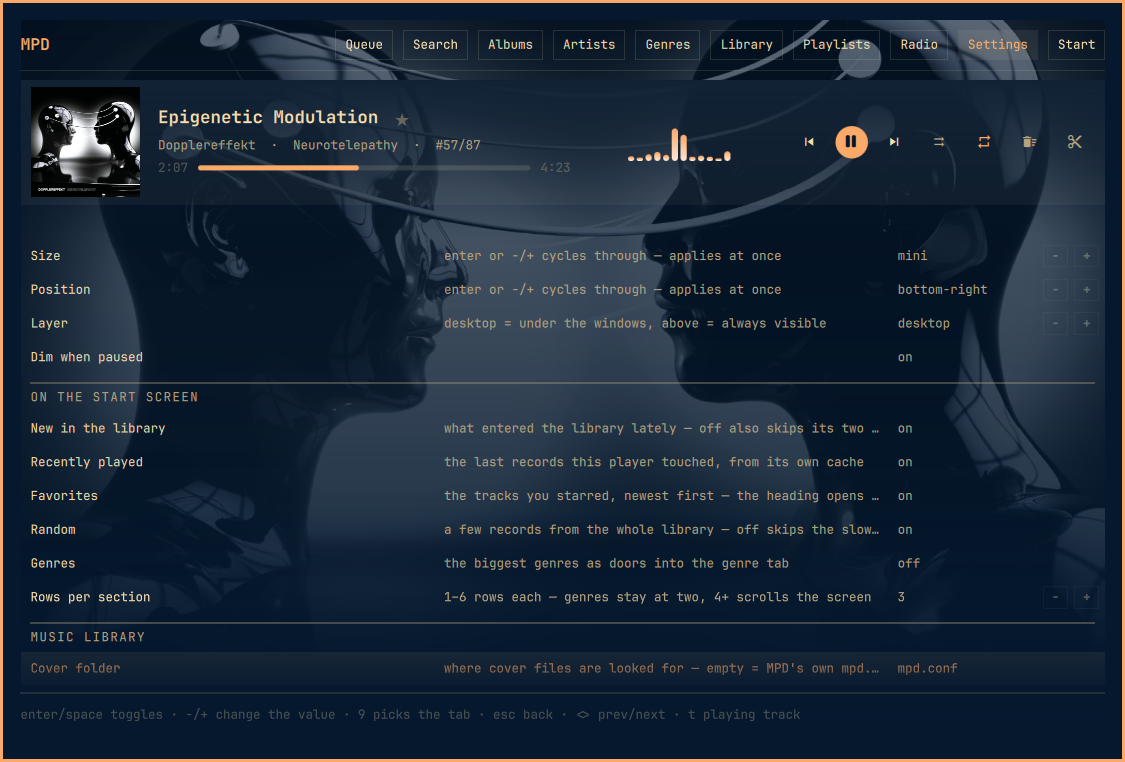 MPD Queue Search Albums Artists Genres Library Playlists Radio Settings Start
Epigenetic Modulation ★
Dopplereffekt · Neurotelepathy · #57/87
2:07 4:23
DOPPLEREFFEKT NEUROTELEPATHY
Size enter or -/+ cycles through — applies at once mini - +
Position enter or -/+ cycles through — applies at once bottom-right - +
Layer desktop = under the windows, above = always visible desktop - +
Dim when paused on
ON THE START SCREEN
New in the library what entered the library lately — off also skips its two … on
Recently played the last records this player touched, from its own cache on
Favorites the tracks you starred, newest first — the heading opens … on
Random a few records from the whole library — off skips the slow… on
Genres the biggest genres as doors into the genre tab off
Rows per section 1–6 rows each — genres stay at two, 4+ scrolls the screen 3 - +
MUSIC LIBRARY
Cover folder where cover files are looked for — empty = MPD's own mpd.… mpd.conf
enter/space toggles · -/+ change the value · 9 picks the tab · esc back · <> prev/next · t playing track